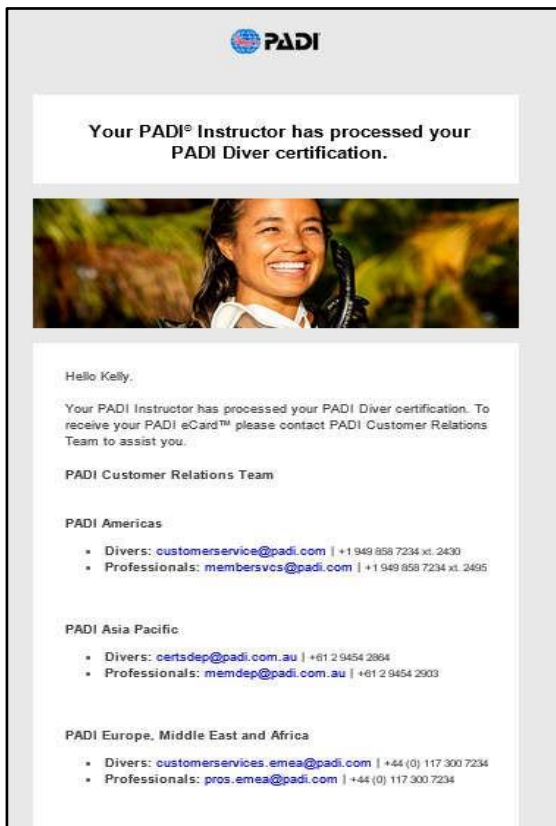 PADI
Your PADI® Instructor has processed your
PADI Diver certification.
Hello Kelly.
Your PADI Instructor has processed your PADI Diver certification. To
receive your PADI eCard™ please contact PADI Customer Relations
Team to assist you.
PADI Customer Relations Team
PADI Americas
• Divers: customerservice@padi.com | +1 949 858 7234 xt. 2430
• Professionals: membersvcs@padi.com | +1 949 858 7234 xt. 2495
PADI Asia Pacific
• Divers: certsdep@padi.com.au | +61 2 9454 2864
• Professionals: memdep@padi.com.au | +61 2 9454 2903
PADI Europe, Middle East and Africa
• Divers: customerservices.emea@padi.com | +44 (0) 117 300 7234
• Professionals: pros.emea@padi.com | +44 (0) 117 300 7234